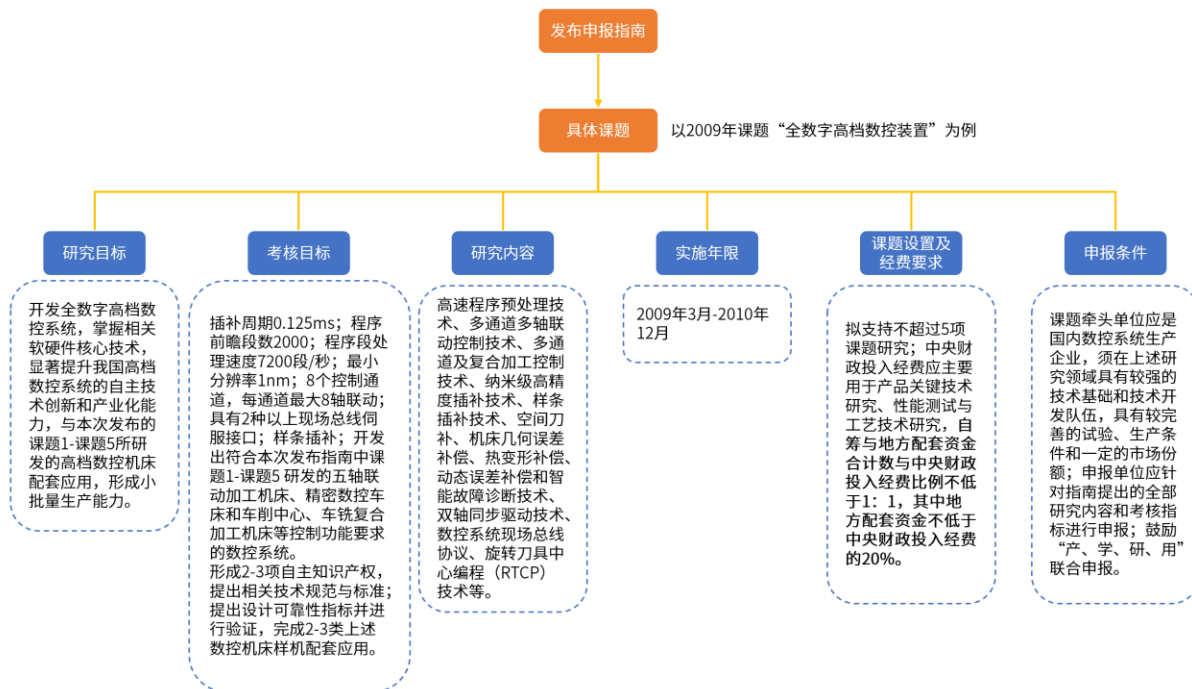 发布申报指南
具体课题
以2009年课题“全数字高档数控装置”为例
研究目标
开发全数字高档数
控系统，掌握相关
软硬件核心技术，
显著提升我国高档
数控系统的自主技
术创新和产业化能
力，与本次发布的
课题1-课题5所研
发的高档数控机床
配套应用，形成小
批量生产能力。
考核目标
插补周期0.125ms；程序
前瞻段数2000；程序段处
理速度7200段/秒；最小
分辨率1nm；8个控制通
道，每通道最大8轴联动；
具有2种以上现场总线伺
服接口；样条插补；开发
出符合本次发布指南中课
题1-课题5 研发的五轴联
动加工机床、精密数控车
床和车削中心、车铣复合
加工机床等控制功能要求
的数控系统。
形成2-3项自主知识产权，
提出相关技术规范与标准；
提出设计可靠性指标并进
行验证，完成2-3类上述
数控机床样机配套应用。
研究内容
高速程序预处理技
术、多通道多轴联
动控制技术、多通
道及复合加工控制
技术、纳米级高精
度插补技术、样条
插补技术、空间刀
补、机床几何误差
补偿、热变形补偿、
动态误差补偿和智
能故障诊断技术、
双轴同步驱动技术、
数控系统现场总线
协议、旋转刀具中
心编程（RTCP）
技术等。
实施年限
2009年3月-2010年
12月
课题设置及
经费要求
拟支持不超过5项
课题研究；中央财
政投入经费应主要
用于产品关键技术
研究、性能测试与
工艺技术研究，自
筹与地方配套资金
合计数与中央财政
投入经费比例不低
于1：1，其中地
方配套资金不低于
中央财政投入经费
的20%。
申报条件
课题牵头单位应是
国内数控系统生产
企业，须在上述研
究领域具有较强的
技术基础和技术开
发队伍，具有较完
善的试验、生产条
件和一定的市场份
额；申报单位应针
对指南提出的全部
研究内容和考核指
标进行申报；鼓励
“产、学、研、用”
联合申报。